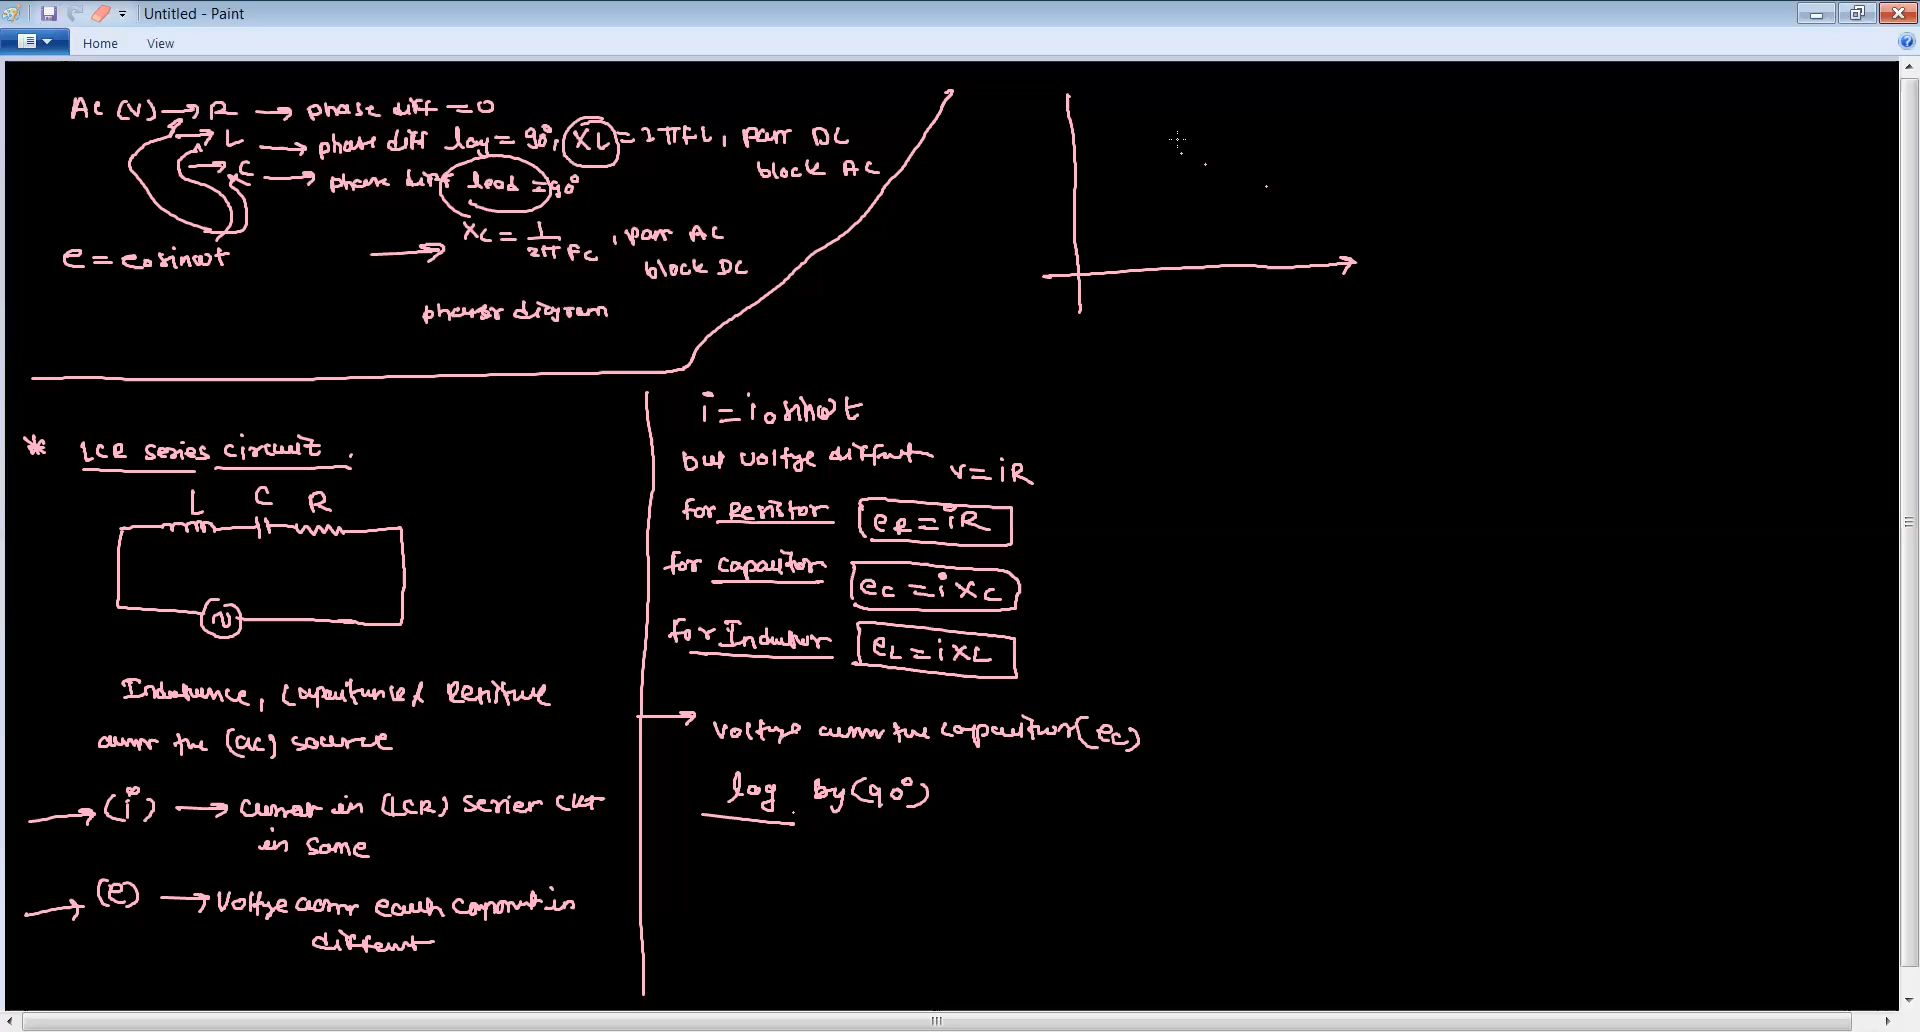 Untitled - Paint
Home View
AC (V) → R → phase diff = 0
→ L → phase diff lag = 90°, XL = 2πFL, pass DC
block AC
→ C → phase diff lead = 90°
XC = 1/2πFC, pass AC
block DC
e = e0 sinωt →
phasor diagram
* LCR series circuit.
L C R
Inductance, capacitance & Resistance
across the (ac) source
→ (i) → current in (LCR) series CKT
in same
→ (e) → Voltage across each component is
different
i = i0 sinωt
but voltage different V = iR
for Resistor eR = iR
for capacitor eC = iXC
for Inductor eL = iXL
→ Voltage across the capacitor (eC)
lag by (90°)